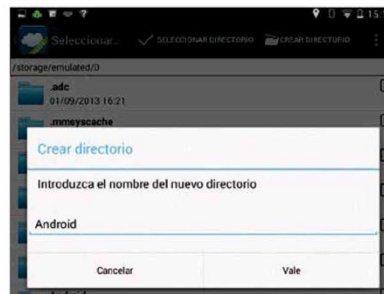 15:
Seleccionar... SELECCIONAR DIRECTORIO CREAR DIRECTORIO
/storage/emulated/0
.adc
01/09/2013 16:21
.mmsyscache
Crear directorio
Introduzca el nombre del nuevo directorio
Android
Cancelar Vale